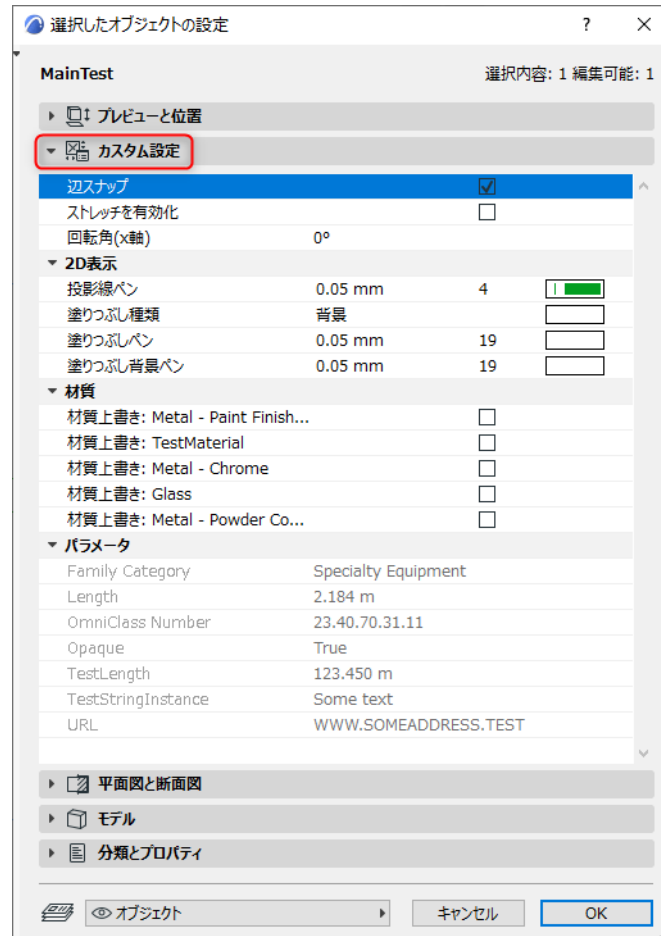 選択したオブジェクトの設定 ?
MainTest 選択内容: 1 編集可能: 1
プレビューと位置
カスタム設定
辺スナップ
ストレッチを有効化
回転角(x軸) 0°
2D表示
投影線ペン 0.05 mm 4
塗りつぶし種類 背景
塗りつぶしペン 0.05 mm 19
塗りつぶし背景ペン 0.05 mm 19
材質
材質上書き: Metal - Paint Finish...
材質上書き: TestMaterial
材質上書き: Metal - Chrome
材質上書き: Glass
材質上書き: Metal - Powder Co...
パラメータ
Family Category Specialty Equipment
Length 2.184 m
OmniClass Number 23.40.70.31.11
Opaque True
TestLength 123.450 m
TestStringInstance Some text
URL WWW.SOMEADDRESS.TEST
平面図と断面図
モデル
分類とプロパティ
オブジェクト キャンセル OK